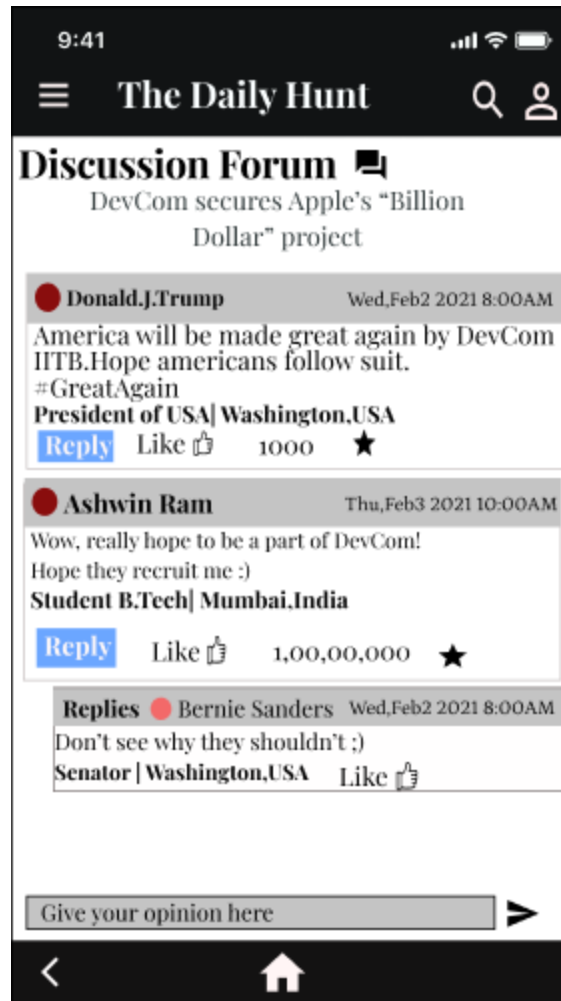 9:41
The Daily Hunt
Discussion Forum
DevCom secures Apple's “Billion
Dollar” project
Donald.J.Trump Wed,Feb2 2021 8:00AM
America will be made great again by DevCom
IITB.Hope americans follow suit.
#GreatAgain
President of USA| Washington,USA
Reply Like 1000
Ashwin Ram Thu,Feb3 2021 10:00AM
Wow, really hope to be a part of DevCom!
Hope they recruit me :)
Student B.Tech| Mumbai,India
Reply Like 1,00,00,000
Replies Bernie Sanders Wed,Feb2 2021 8:00AM
Don't see why they shouldn't ;)
Senator | Washington,USA Like
Give your opinion here